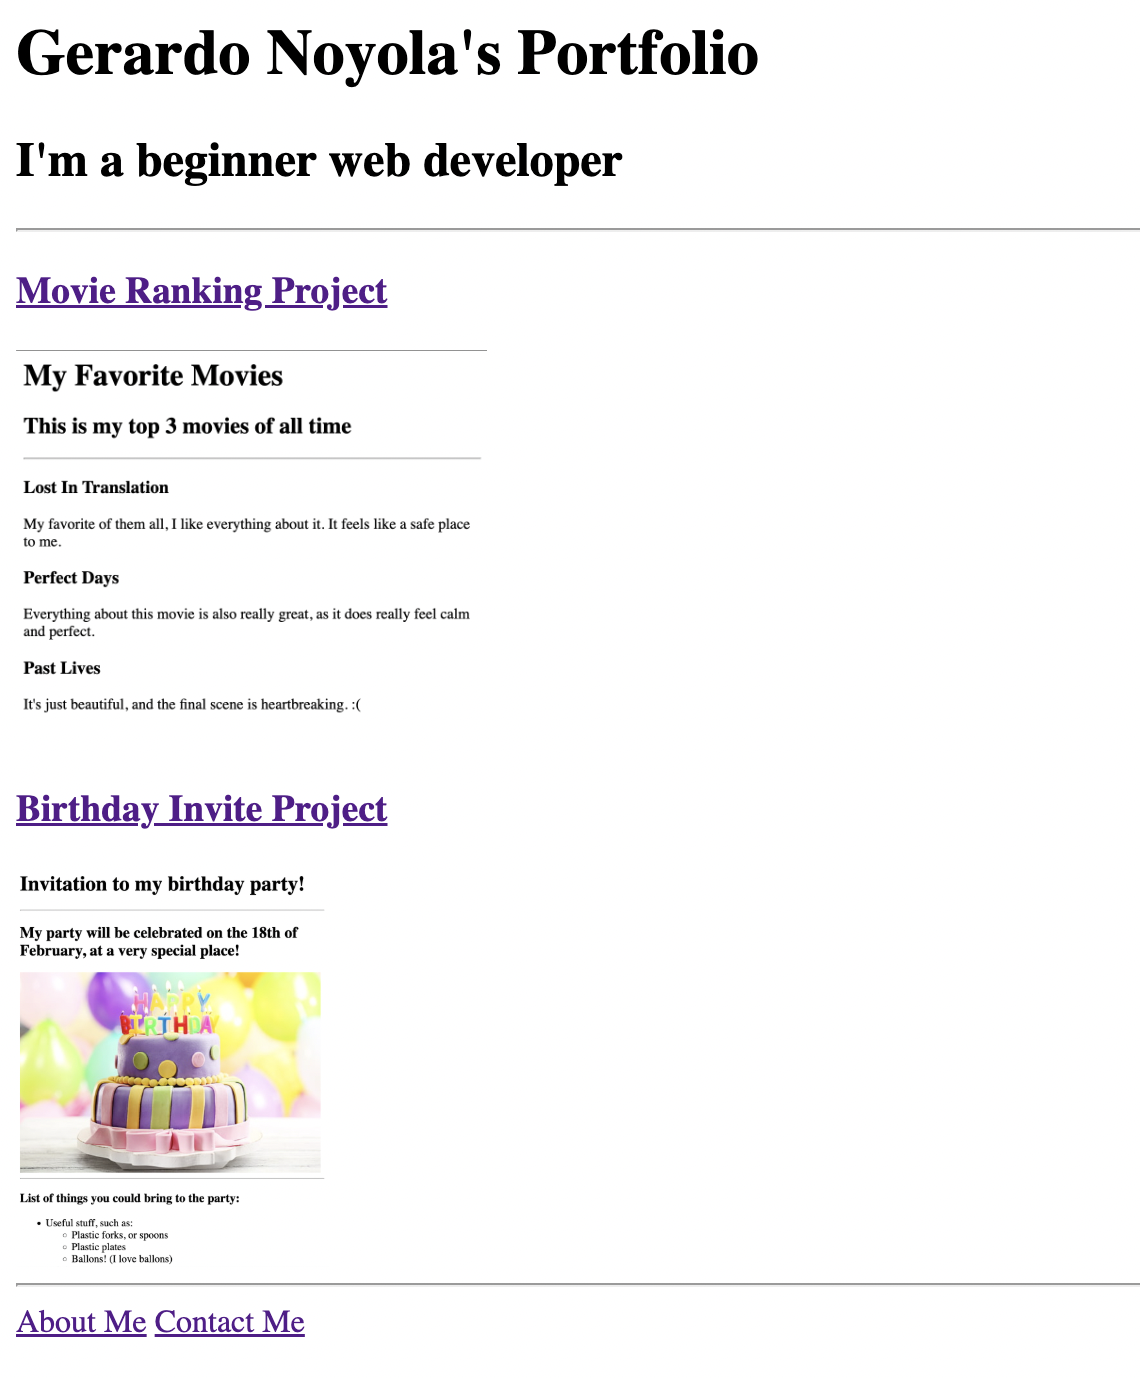 Gerardo Noyola's Portfolio
I'm a beginner web developer
Movie Ranking Project
My Favorite Movies
This is my top 3 movies of all time
Lost In Translation
My favorite of them all, I like everything about it. It feels like a safe place
to me.
Perfect Days
Everything about this movie is also really great, as it does really feel calm
and perfect.
Past Lives
It's just beautiful, and the final scene is heartbreaking. :(
Birthday Invite Project
Invitation to my birthday party!
My party will be celebrated on the 18th of
February, at a very special place!
HAPPY
BIRTHDAY
List of things you could bring to the party:
• Useful stuff, such as:
○ Plastic forks, or spoons
○ Plastic plates
○ Ballons! (I love ballons)
About Me Contact Me